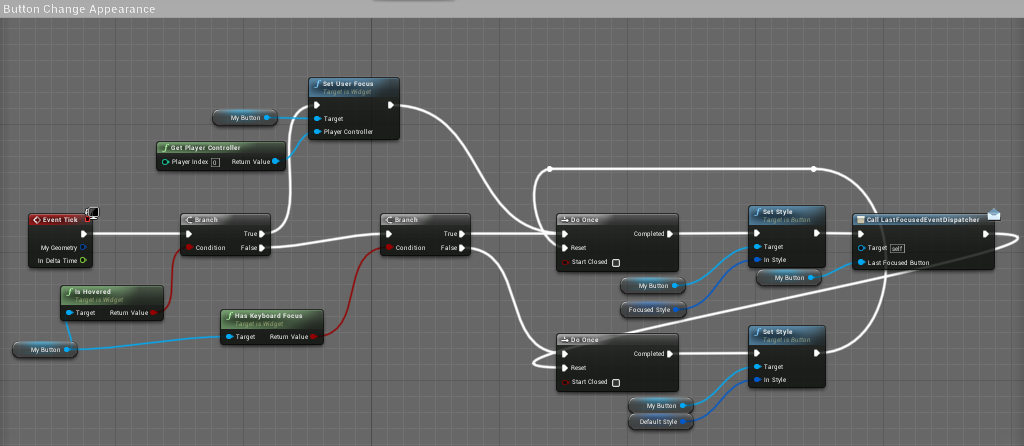 Button Change Appearance
Set User Focus
Target is Widget
My Button
Target
Player Controller
Get Player Controller
Player Index 0 Return Value
Event Tick
My Geometry
In Delta Time
Branch
True
Condition False
Branch
True
Condition False
Do Once
Completed
Reset
Start Closed
Set Style
Target is Button
Target
In Style
Call LastFocusedEventDispatcher
Target self
Last Focused Button
My Button
My Button
Focused Style
Is Hovered
Target is Widget
Target Return Value
Has Keyboard Focus
Target is Widget
Target Return Value
My Button
Do Once
Completed
Reset
Start Closed
Set Style
Target is Button
Target
In Style
My Button
Default Style